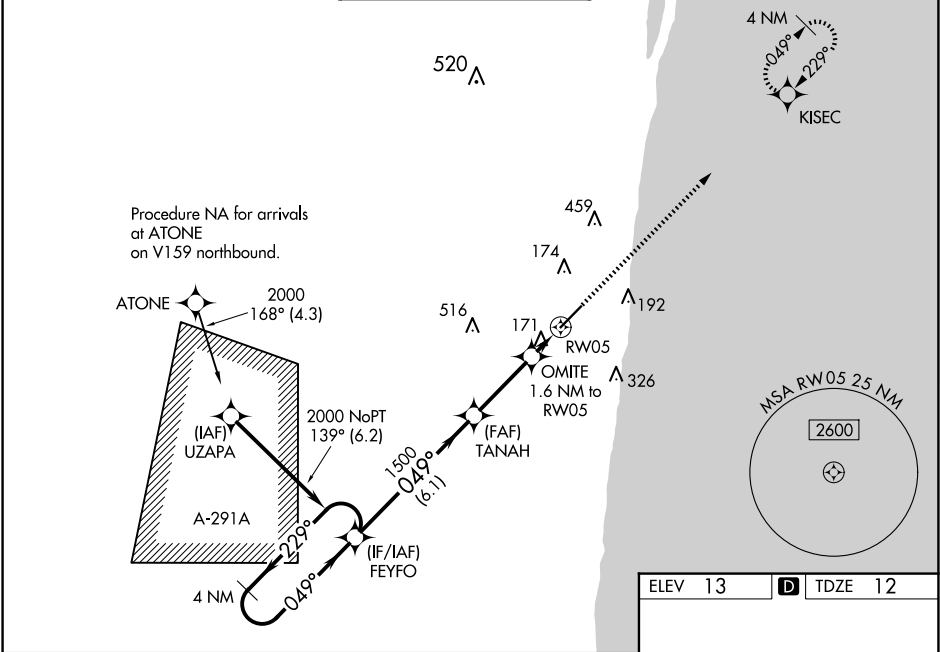 4 NM
049°
229°
KISEC
520
Procedure NA for arrivals
at ATONE
on V159 northbound.
459
174
ATONE
2000
168° (4.3)
192
516
171
RW05
OMITE
1.6 NM to
RW05
326
MSA RW05 25 NM
2600
(IAF)
UZAPA
2000 NoPT
139° (6.2)
(FAF)
TANAH
1500
049°
(6.1)
A-291A
229°
(IF/IAF)
FEYFO
4 NM
049°
ELEV 13 D TDZE 12